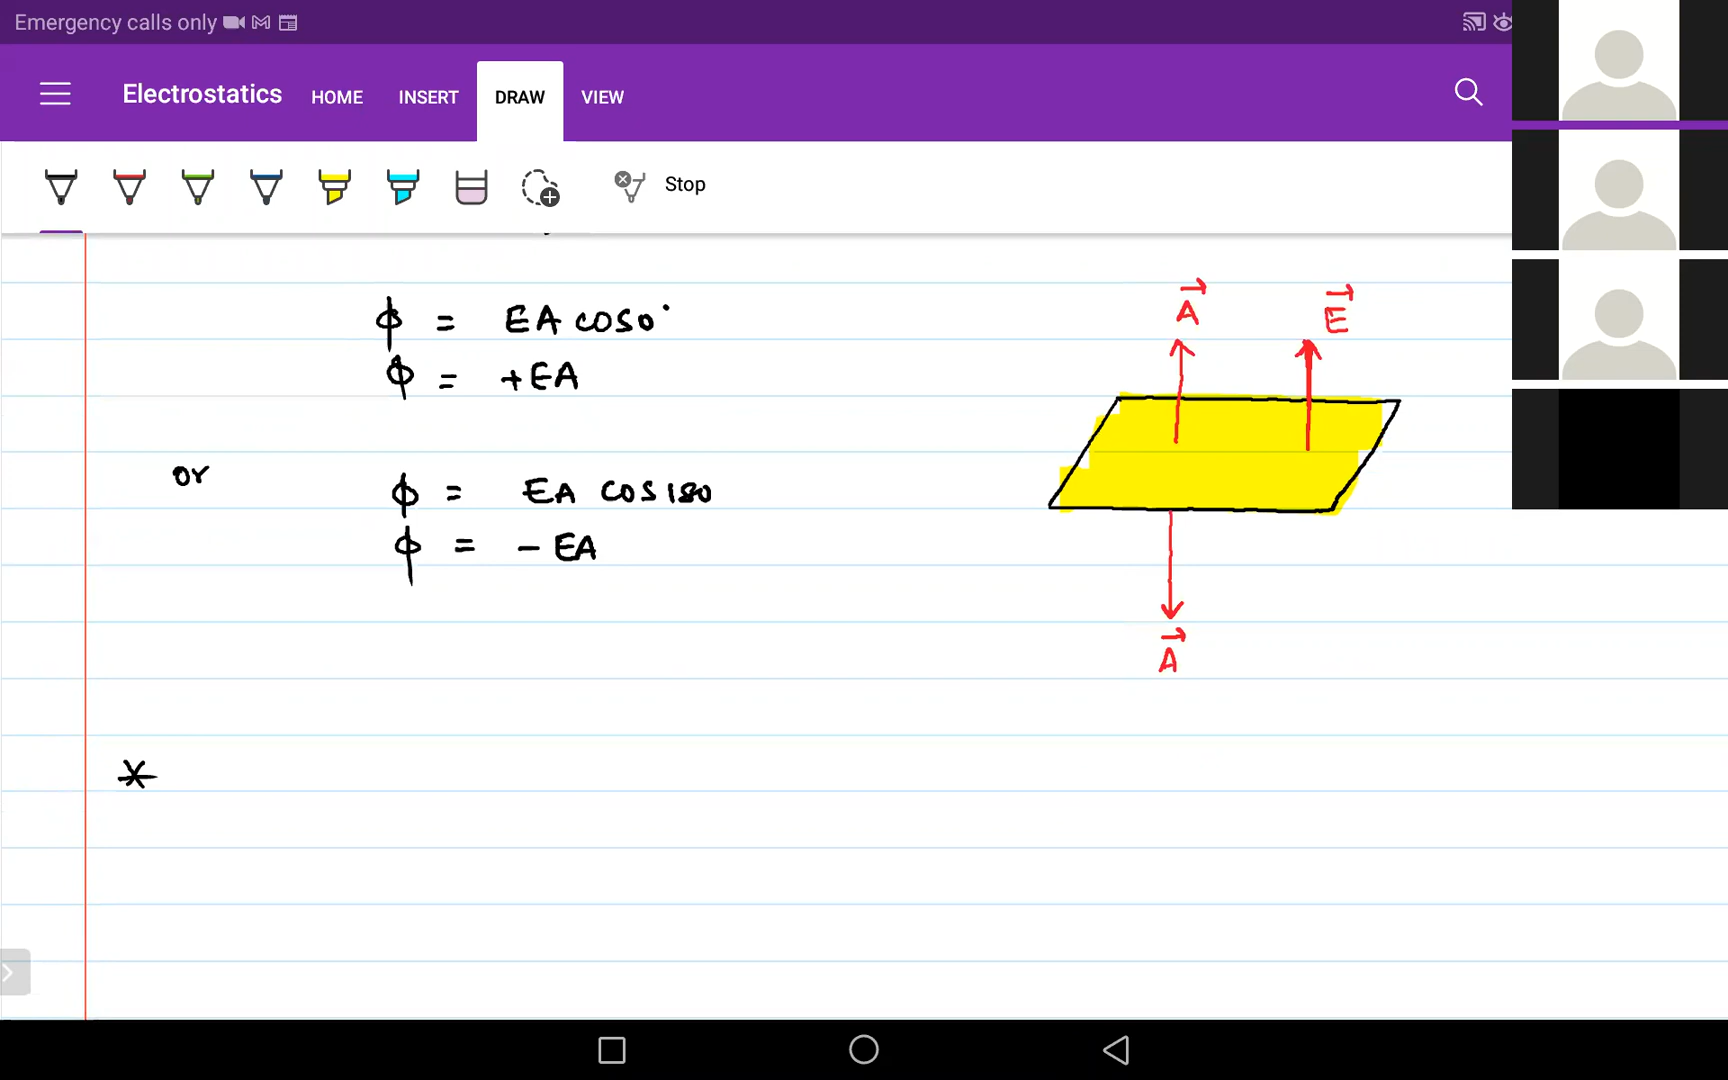 Emergency calls only
Electrostatics HOME INSERT DRAW VIEW
Stop
ϕ = EA cos0°
ϕ = +EA
or
ϕ = EA cos180
ϕ = - EA
*
A⃗
E⃗
A⃗